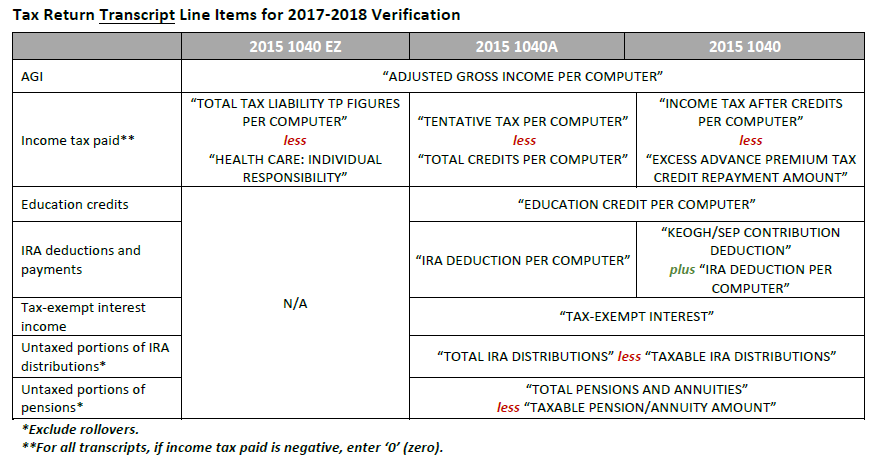 Tax Return Transcript Line Items for 2017-2018 Verification
2015 1040 EZ
2015 1040A
2015 1040
AGI
“ADJUSTED GROSS INCOME PER COMPUTER”
Income tax paid**
“TOTAL TAX LIABILITY TP FIGURES
PER COMPUTER”
less
“HEALTH CARE: INDIVIDUAL
RESPONSIBILITY”
“TENTATIVE TAX PER COMPUTER”
less
“TOTAL CREDITS PER COMPUTER”
“INCOME TAX AFTER CREDITS
PER COMPUTER”
less
“EXCESS ADVANCE PREMIUM TAX
CREDIT REPAYMENT AMOUNT”
Education credits
N/A
“EDUCATION CREDIT PER COMPUTER”
IRA deductions and
payments
“IRA DEDUCTION PER COMPUTER”
“KEOGH/SEP CONTRIBUTION
DEDUCTION”
plus “IRA DEDUCTION PER
COMPUTER”
Tax-exempt interest
income
“TAX-EXEMPT INTEREST”
Untaxed portions of IRA
distributions*
“TOTAL IRA DISTRIBUTIONS” less “TAXABLE IRA DISTRIBUTIONS”
Untaxed portions of
pensions*
“TOTAL PENSIONS AND ANNUITIES”
less “TAXABLE PENSION/ANNUITY AMOUNT”
*Exclude rollovers.
**For all transcripts, if income tax paid is negative, enter ‘0’ (zero).